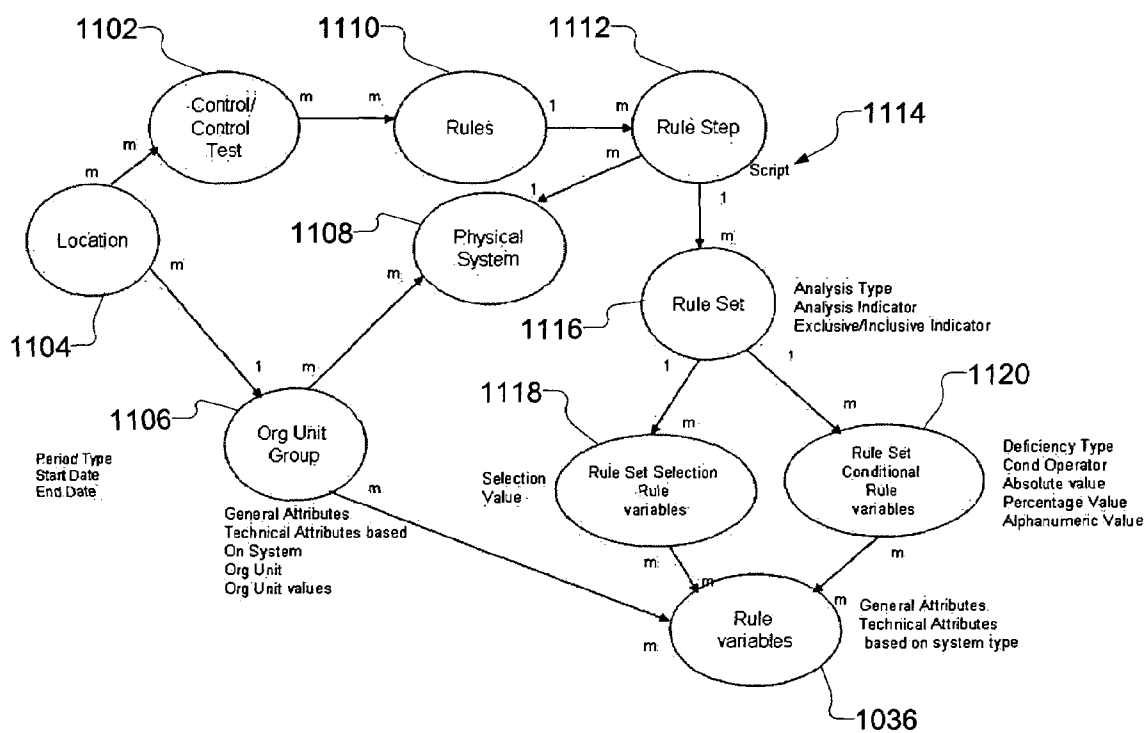 1102
1110
1112
Control/
Control
Test
m
m
Rules
1
m
Rule Step
1114
Script
m
m
m
1
1
Location
1108
Physical
System
m
m
m
Rule Set
1116
Analysis Type
Analysis Indicator
Exclusive/Inclusive Indicator
1104
1
m
1
1
1118
1120
1106
Org Unit
Group
m
m
Period Type
Start Date
End Date
Selection
Value
Rule Set Selection
Rule
variables
Rule Set
Conditional
Rule
variables
Deficiency Type
Cond Operator
Absolute value
Percentage Value
Alphanumeric Value
m
General Attributes
Technical Attributes based
On System
Org Unit
Org Unit values
m
m
m
m
m
Rule
variables
General Attributes.
Technical Attributes
based on system type
1036